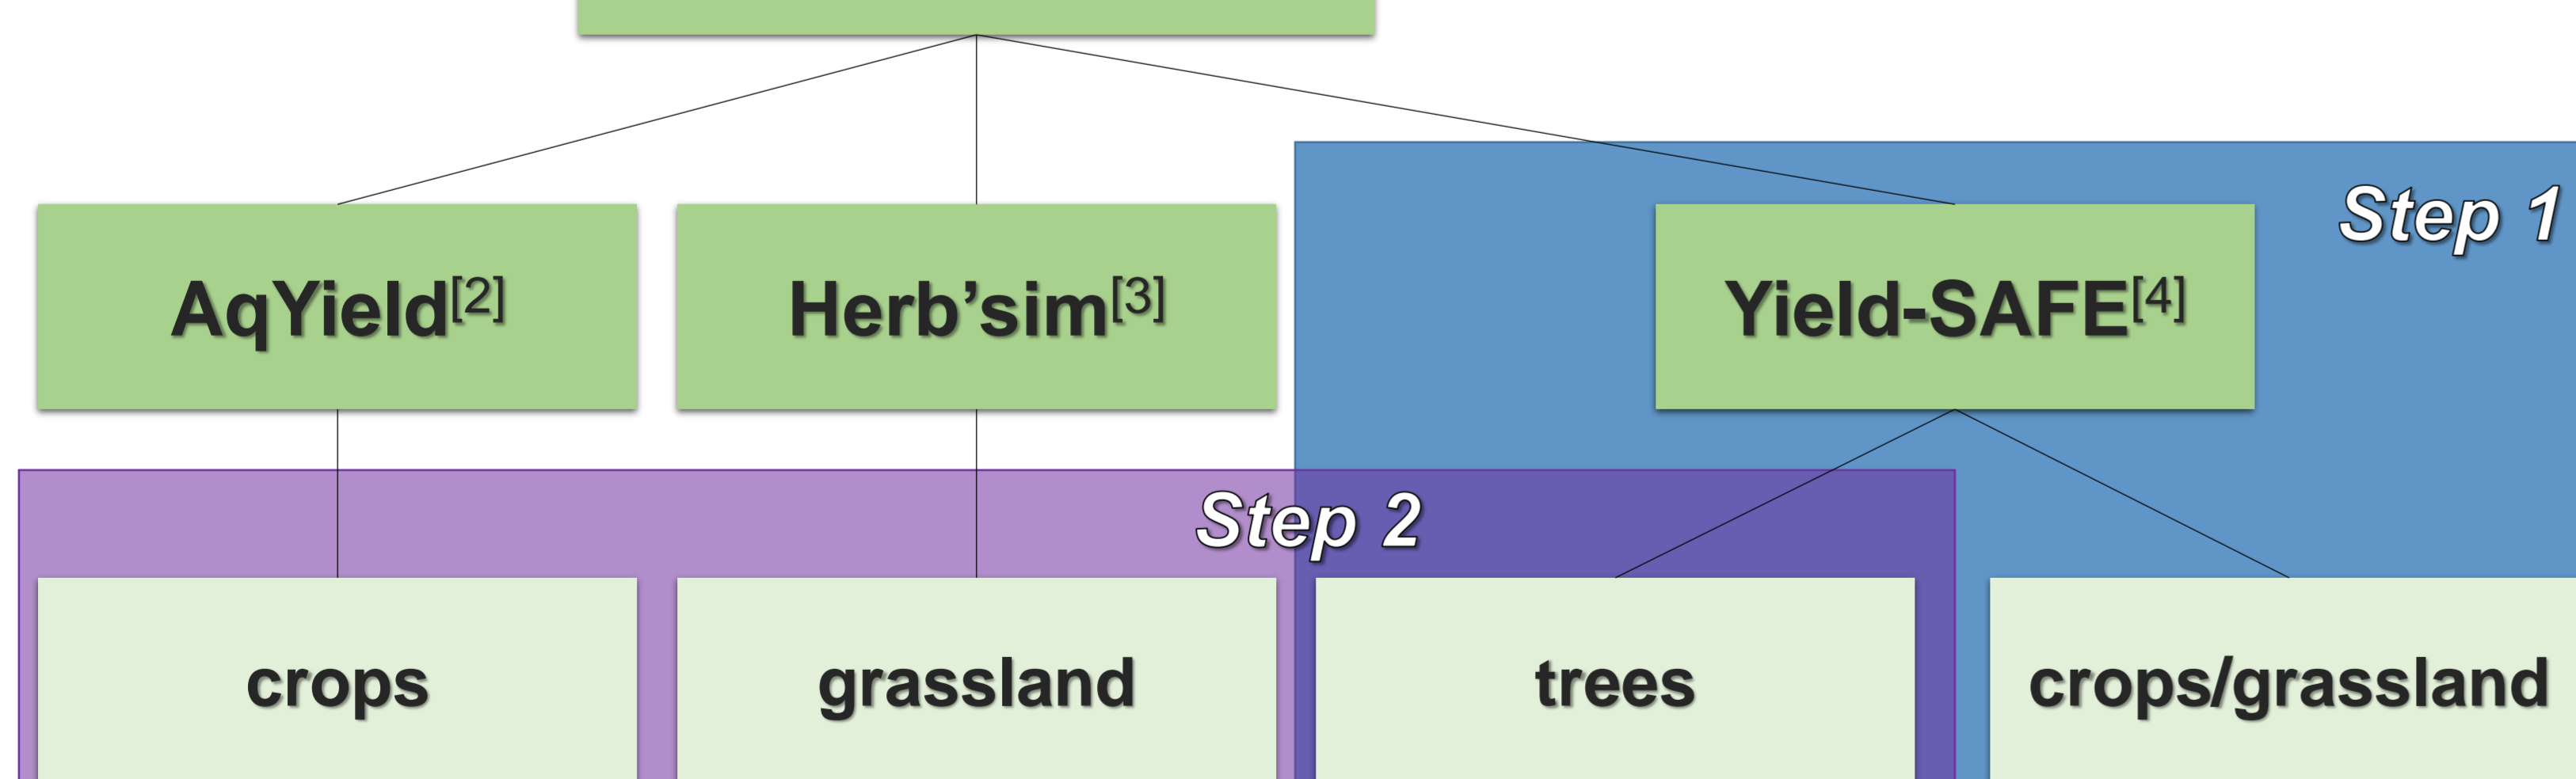 Step 1
AqYield[2]
Herb’sim[3]
Yield-SAFE[4]
Step 2
crops
grassland
trees
crops/grassland